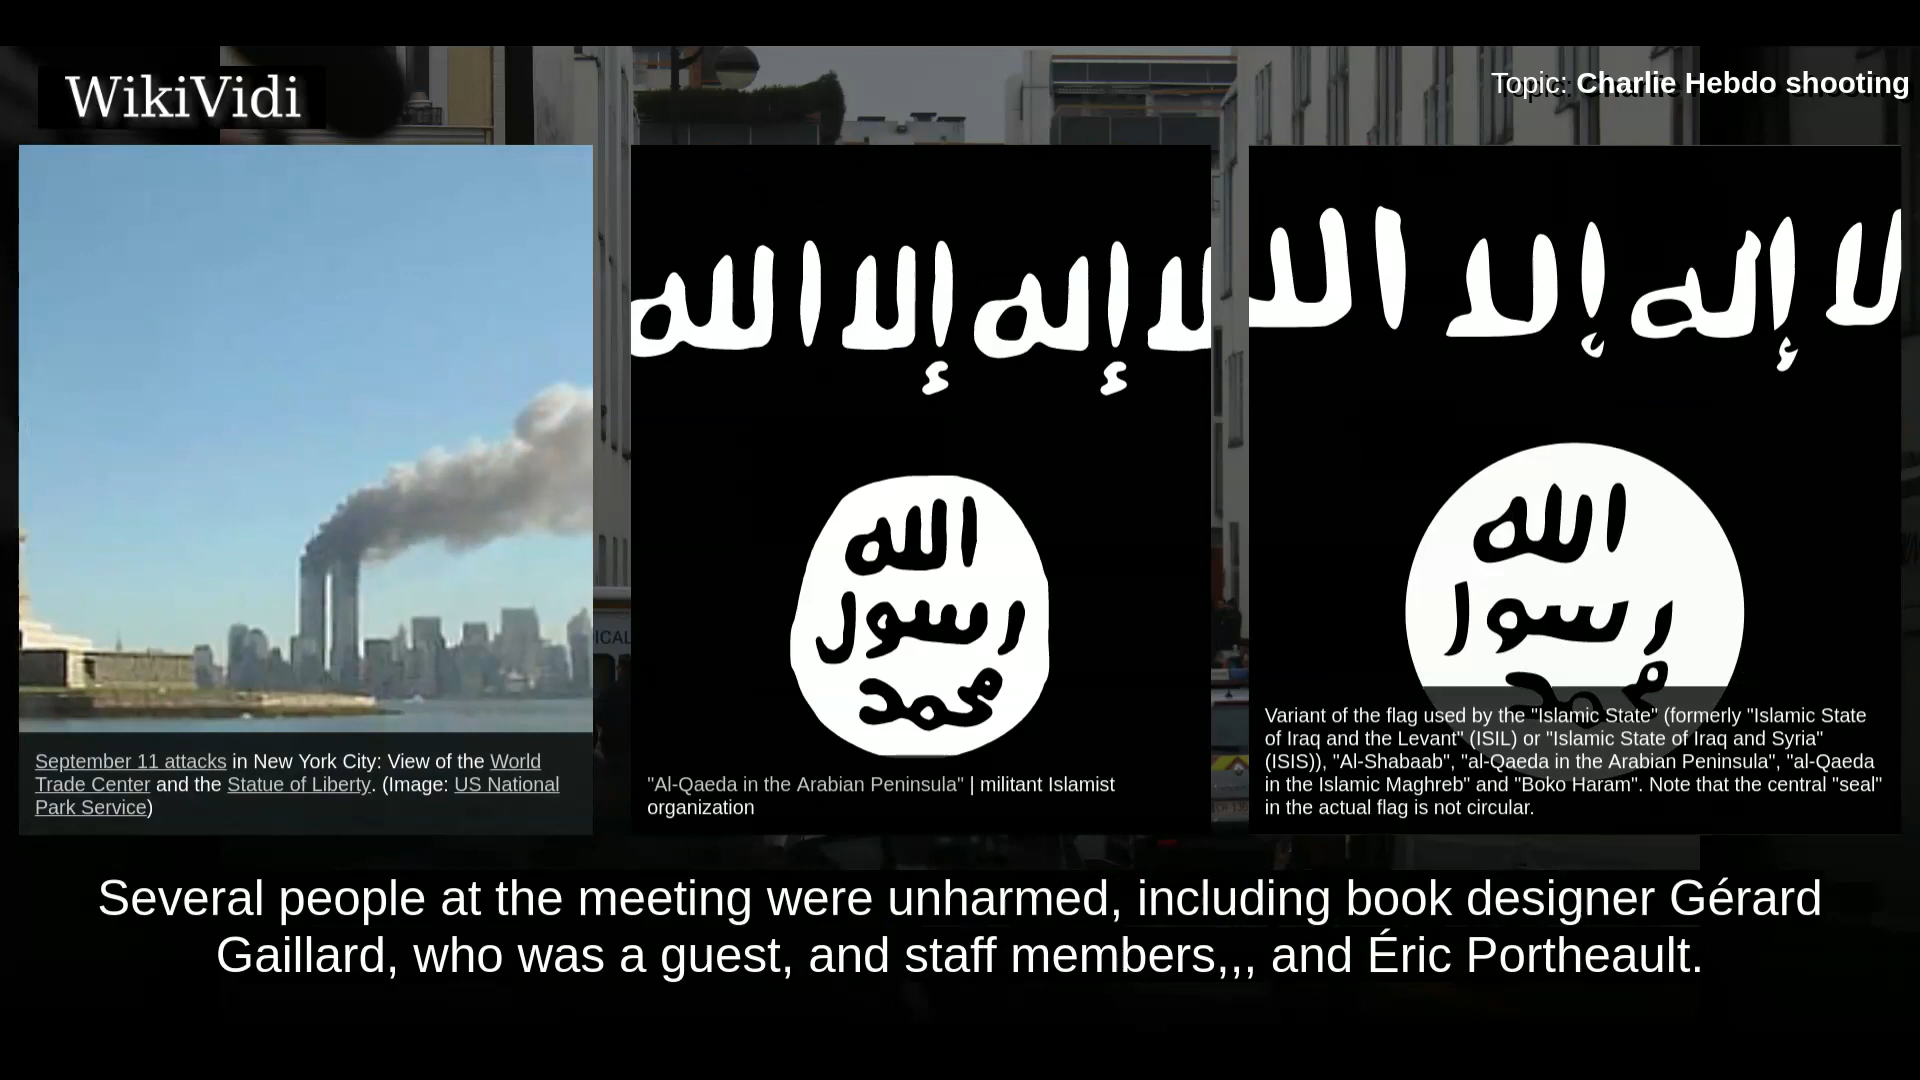 WikiVidi
Topic: Charlie Hebdo shooting
لا إله إلا الله
الله
رسول
محمد
September 11 attacks in New York City: View of the World
Trade Center and the Statue of Liberty. (Image: US National
Park Service)
"Al-Qaeda in the Arabian Peninsula" | militant Islamist
organization
لا إله إلا الله
الله
رسول
محمد
Variant of the flag used by the "Islamic State" (formerly "Islamic State
of Iraq and the Levant" (ISIL) or "Islamic State of Iraq and Syria"
(ISIS)), "Al-Shabaab", "al-Qaeda in the Arabian Peninsula", "al-Qaeda
in the Islamic Maghreb" and "Boko Haram". Note that the central "seal"
in the actual flag is not circular.
Several people at the meeting were unharmed, including book designer Gérard
Gaillard, who was a guest, and staff members,,, and Éric Portheault.